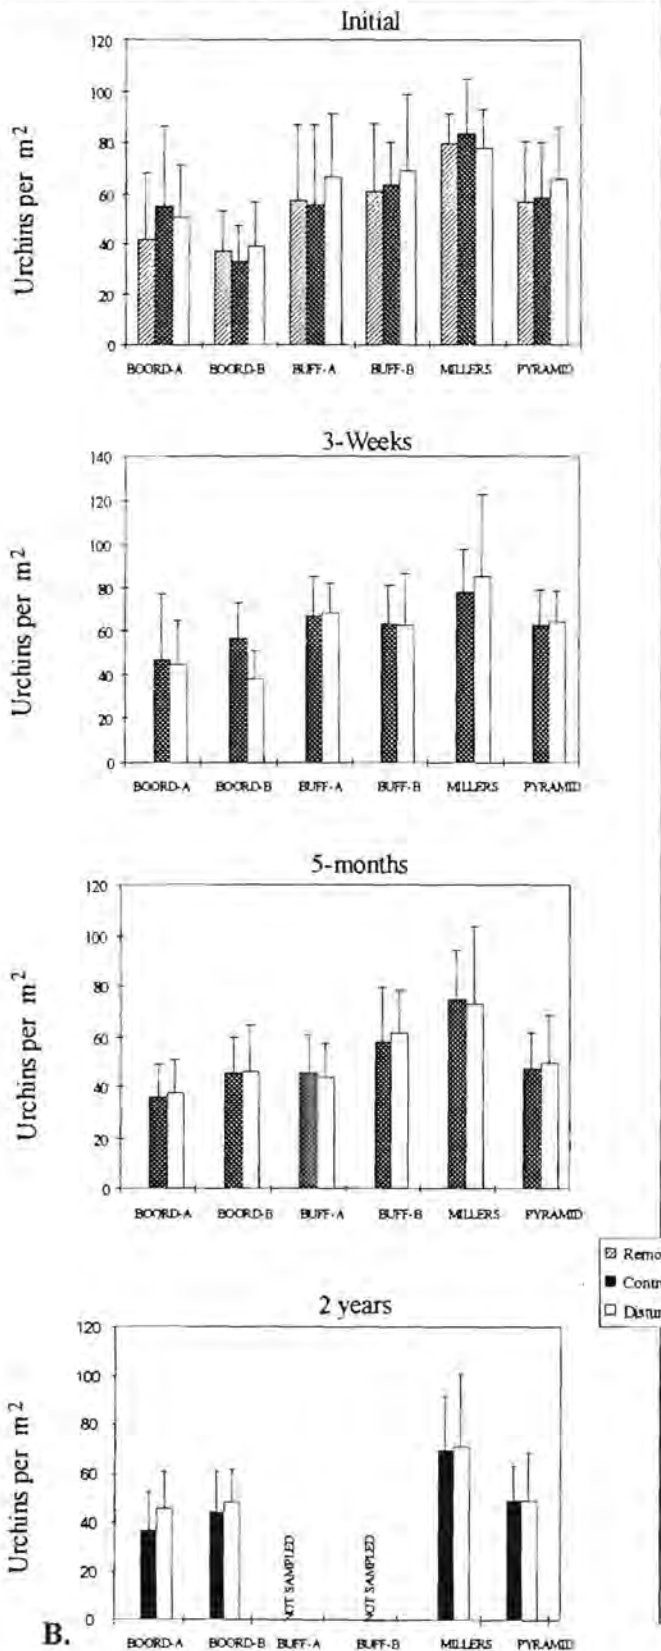 Initial
Urchins per m²
120
100
80
60
40
20
0
BOORD-A BOORD-B BUFF-A BUFF-B MILLERS PYRAMID
3-Weeks
Urchins per m²
140
120
100
80
60
40
20
0
BOORD-A BOORD-B BUFF-A BUFF-B MILLERS PYRAMID
5-months
Urchins per m²
120
100
80
60
40
20
0
BOORD-A BOORD-B BUFF-A BUFF-B MILLERS PYRAMID
Remo
Contr
Distur
2 years
Urchins per m²
120
100
80
60
40
20
0
NOT SAMPLED
NOT SAMPLED
BOORD-A BOORD-B BUFF-A BUFF-B MILLERS PYRAMID
B.